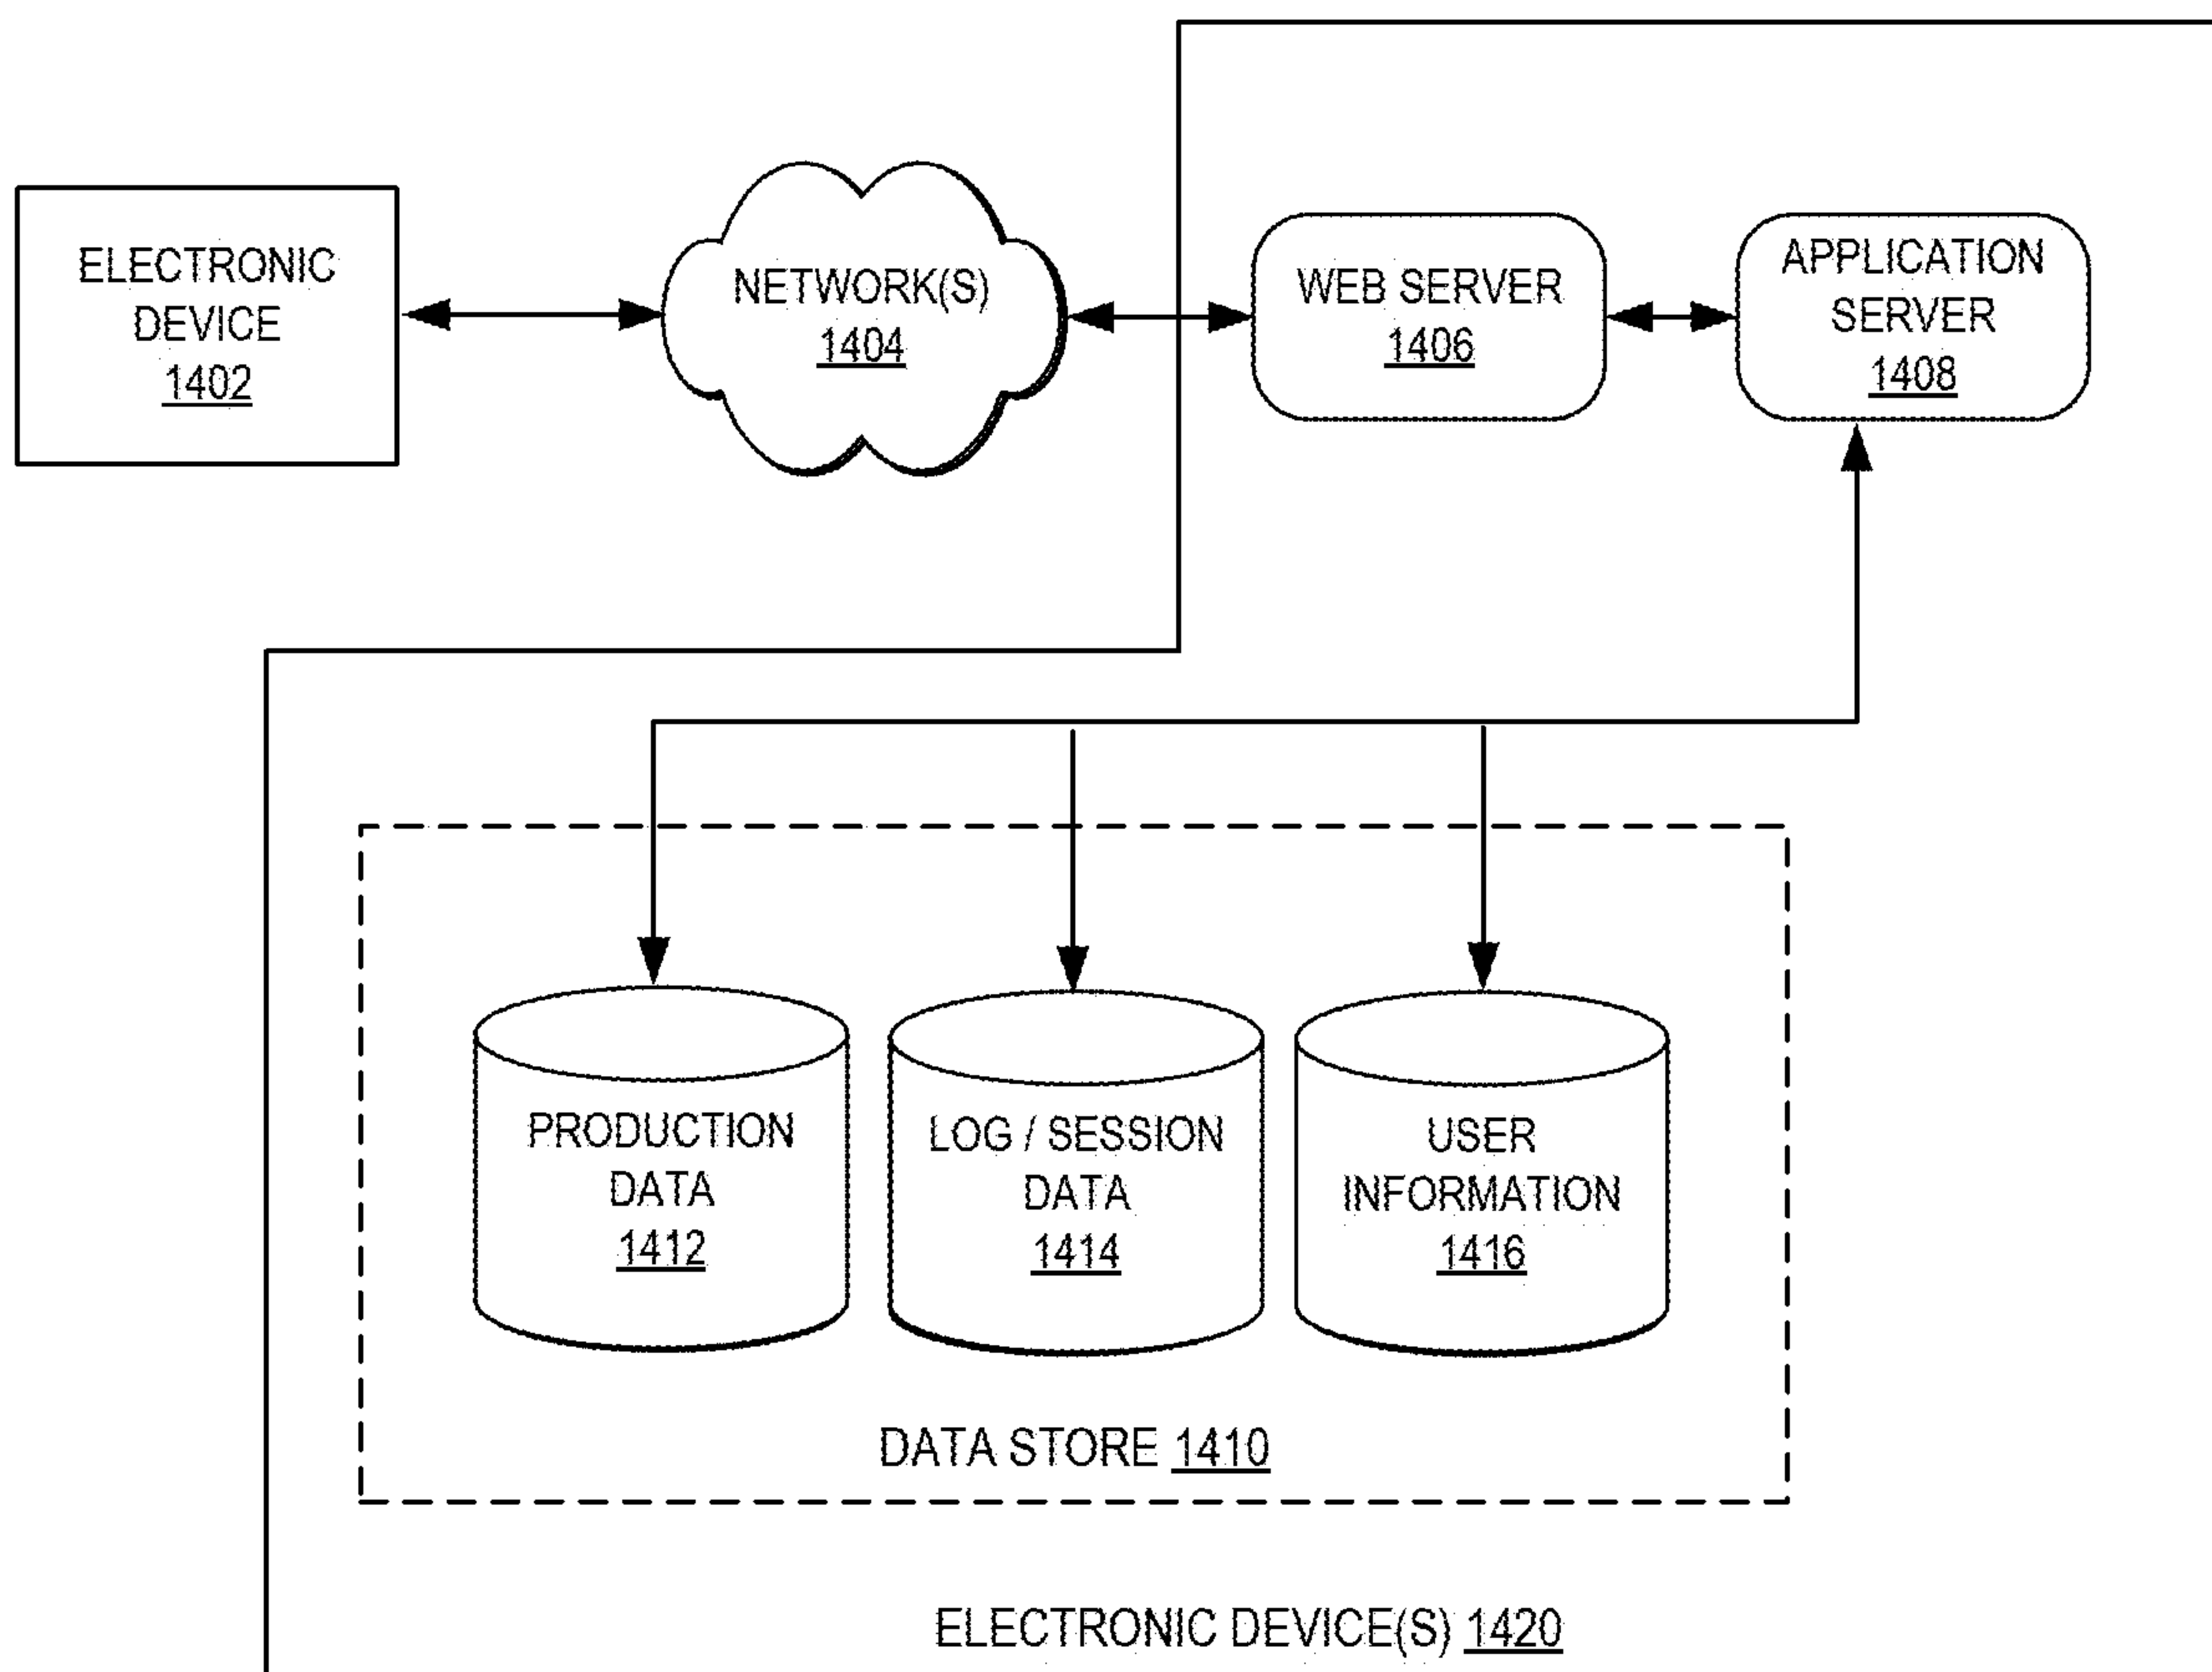 ELECTRONIC
DEVICE
1402
NETWORK(S)
1404
WEB SERVER
1406
APPLICATION
SERVER
1408
PRODUCTION
DATA
1412
LOG / SESSION
DATA
1414
USER
INFORMATION
1416
DATA STORE 1410
ELECTRONIC DEVICE(S) 1420